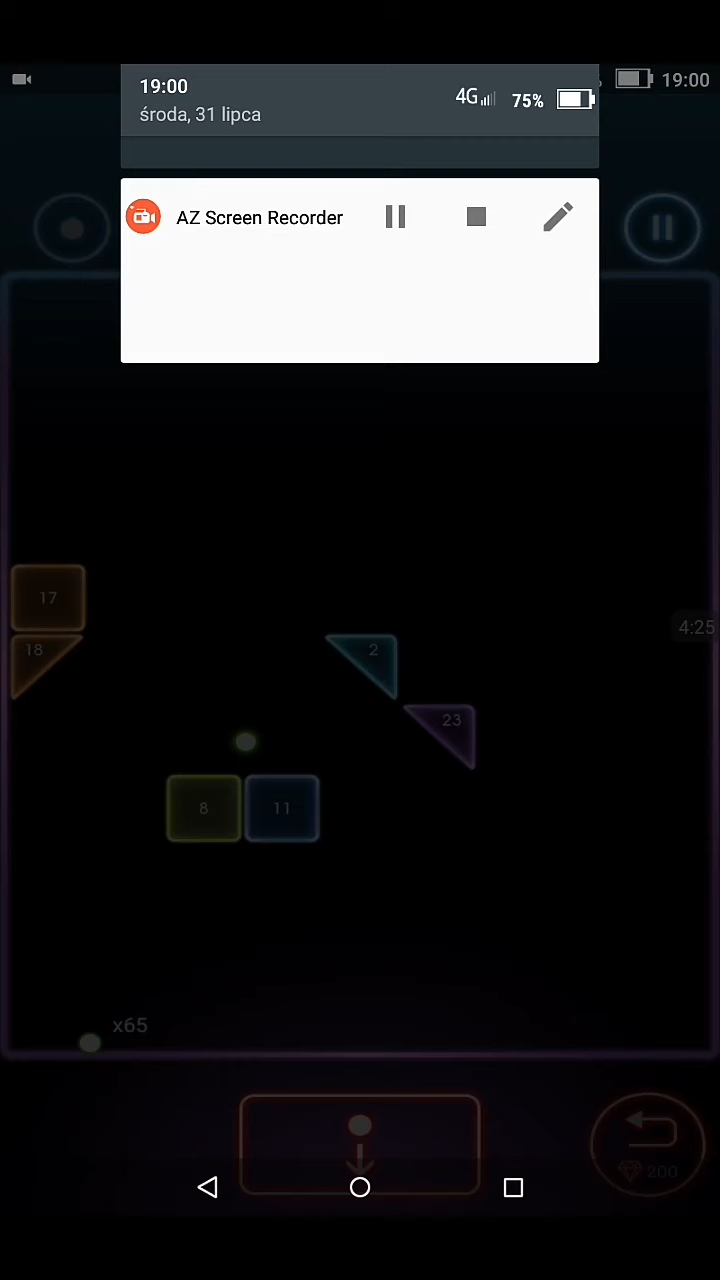 19:00
środa, 31 lipca
4G 75%
19:00
AZ Screen Recorder
17
4:25
18
2
23
8
11
x65
200